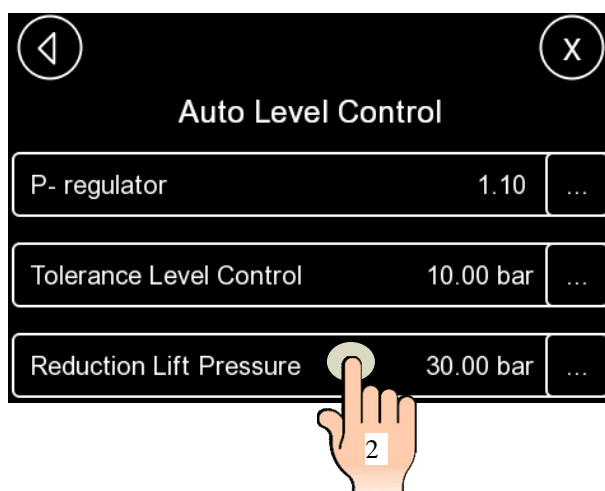 X
Auto Level Control
P- regulator 1.10 ...
Tolerance Level Control 10.00 bar ...
Reduction Lift Pressure 30.00 bar ...
2